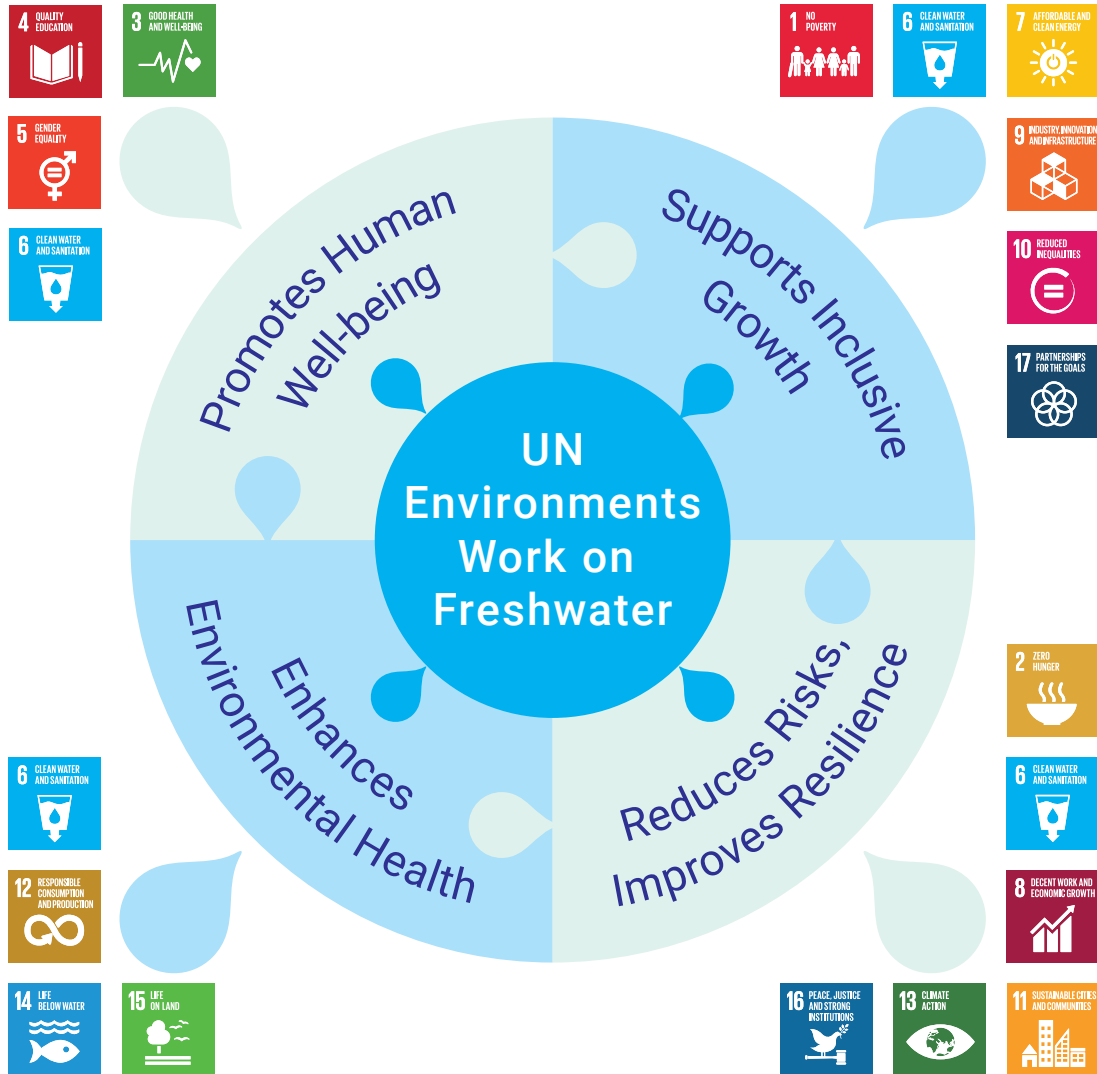 4 QUALITY
EDUCATION
3 GOOD HEALTH
AND WELL-BEING
5 GENDER
EQUALITY
6 CLEAN WATER
AND SANITATION
1 NO
POVERTY
6 CLEAN WATER
AND SANITATION
7 AFFORDABLE AND
CLEAN ENERGY
9 INDUSTRY, INNOVATION
AND INFRASTRUCTURE
10 REDUCED
INEQUALITIES
17 PARTNERSHIPS
FOR THE GOALS
Promotes Human
Well-being
Supports Inclusive
Growth
UN
Environments
Work on
Freshwater
Enhances
Environmental Health
Reduces Risks,
Improves Resilience
6 CLEAN WATER
AND SANITATION
12 RESPONSIBLE
CONSUMPTION
AND PRODUCTION
14 LIFE
BELOW WATER
15 LIFE
ON LAND
2 ZERO
HUNGER
6 CLEAN WATER
AND SANITATION
8 DECENT WORK AND
ECONOMIC GROWTH
16 PEACE, JUSTICE
AND STRONG
INSTITUTIONS
13 CLIMATE
ACTION
11 SUSTAINABLE CITIES
AND COMMUNITIES